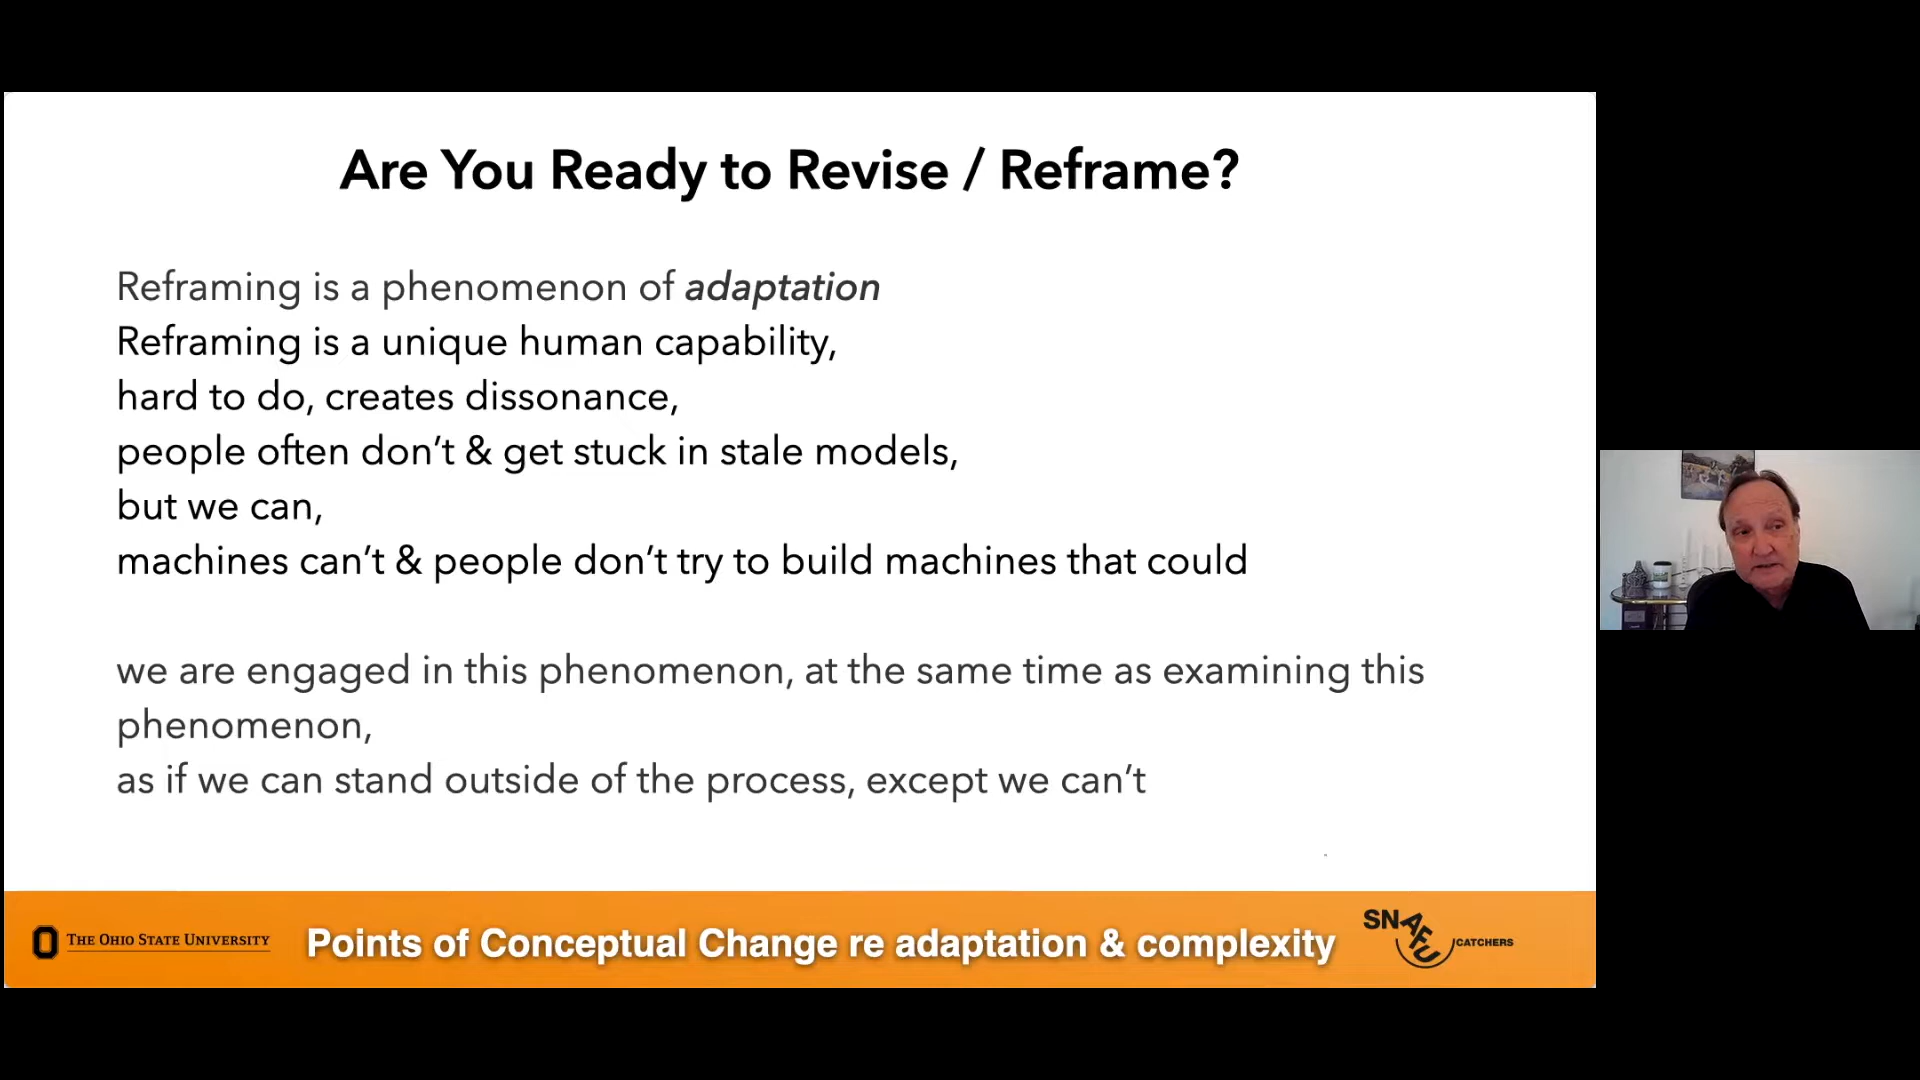 Are You Ready to Revise / Reframe?
Reframing is a phenomenon of adaptation
Reframing is a unique human capability,
hard to do, creates dissonance,
people often don’t & get stuck in stale models,
but we can,
machines can’t & people don’t try to build machines that could
we are engaged in this phenomenon, at the same time as examining this
phenomenon,
as if we can stand outside of the process, except we can’t
THE OHIO STATE UNIVERSITY
Points of Conceptual Change re adaptation & complexity
SNAFU CATCHERS